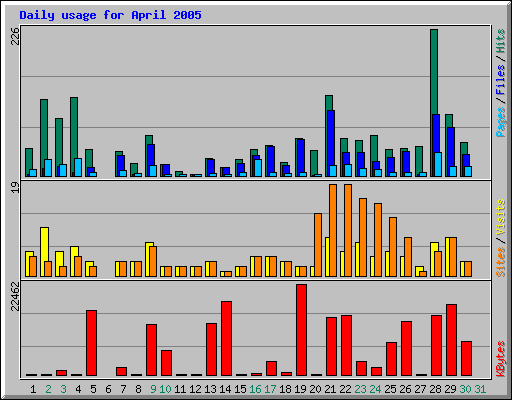 Daily usage for April 2005
226
Pages / Files / Hits
19
Sites / Visits
22462
KBytes
1 2 3 4 5 6 7 8 9 10 11 12 13 14 15 16 17 18 19 20 21 22 23 24 25 26 27 28 29 30 31